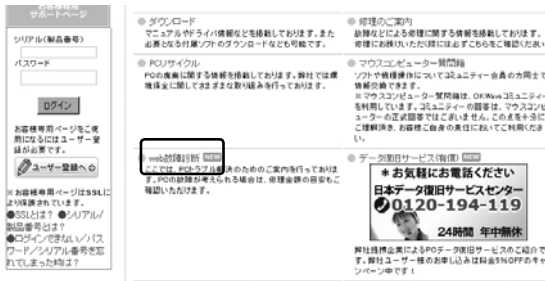 お客様専用
サポートページ
シリアル(製品番号)
パスワード
ログイン
お客様専用ページをご使
用になるにはユーザー登
録が必要です。
ユーザー登録へ
※お客様専用ページはSSLに
より保護されています。
●SSLとは? ●シリアル/
製品番号とは?
●ログインできない/パス
ワード/シリアル番号を忘
れてしまった時は?
ダウンロード
マニュアルやドライバ情報などを掲載しております。また
必要となる付属ソフトのダウンロードなども可能です。
PCリサイクル
PCの廃棄に関する情報を掲載しております。弊社では環
境保全に関してさまざまな取り組みを行っております。
web故障診断 NEW
ここでは、PCトラブル解決のためのご案内を行っておりま
す。PCの故障が考えられる場合は、修理金額の目安もご
確認いただけます。
修理のご案内
故障などによる修理に関する情報を掲載しております。
修理にお預けいただく際には必ずこちらをご確認ください
マウスコンピューター質問箱
ソフトや機種操作についてコミュニティー会員の方同士で
情報交換できます。
※マウスコンピューター質問箱は、OKWaveコミュニティー
を利用しています。コミュニティーの回答は、マウスコンピ
ューターの正式回答ではございません。この点を十分に
ご理解頂き、お客様ご自身の責任においてご利用くださ
い。
データ復旧サービス(有償) NEW
*お気軽にお電話ください
日本データ復旧サービスセンター
0120-194-119
24時間 年中無休
弊社提携企業によるPCデータ復旧サービスのご紹介で
す。弊社ユーザー様のお申し込みは料金5%OFFのキャ
ンペーン中です!